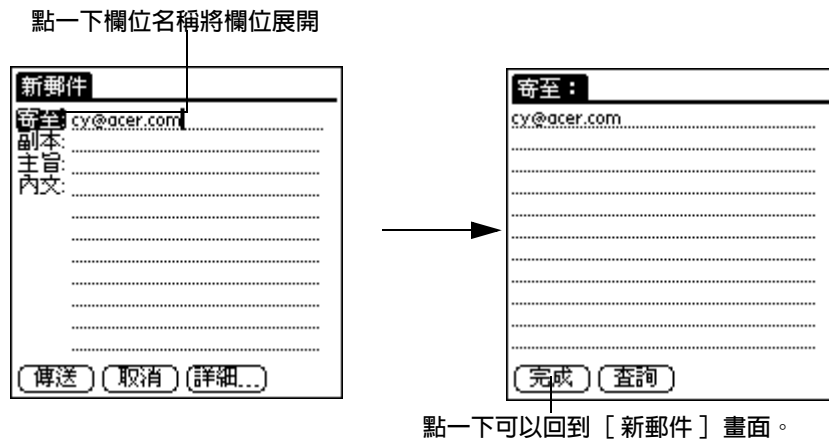 點一下欄位名稱將欄位展開
新郵件
寄至: cy@acer.com
副本:
主旨:
內文:
傳送 取消 詳細...
寄至：
cy@acer.com
完成 查詢
點一下可以回到［新郵件］畫面。